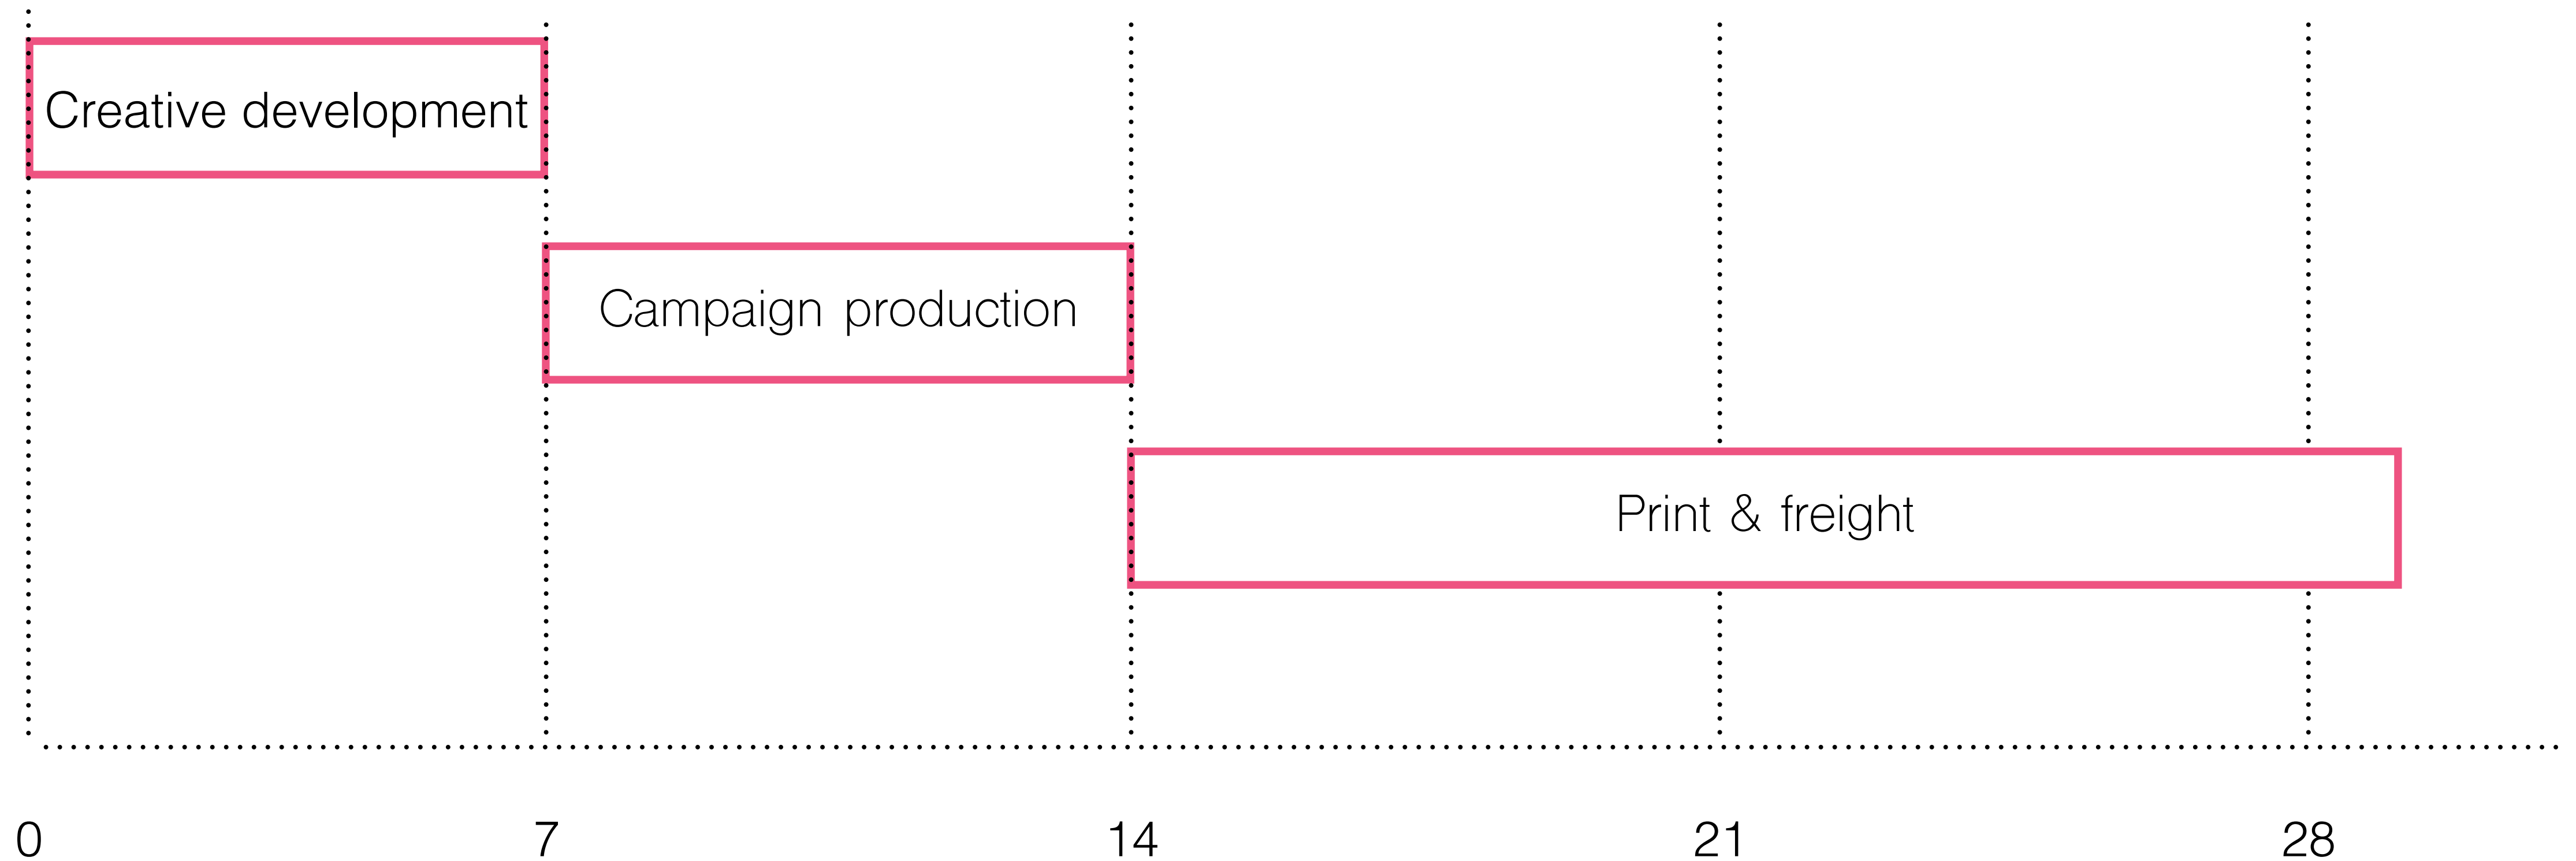 Creative development
Campaign production
Print & freight
0 7 14 21 28